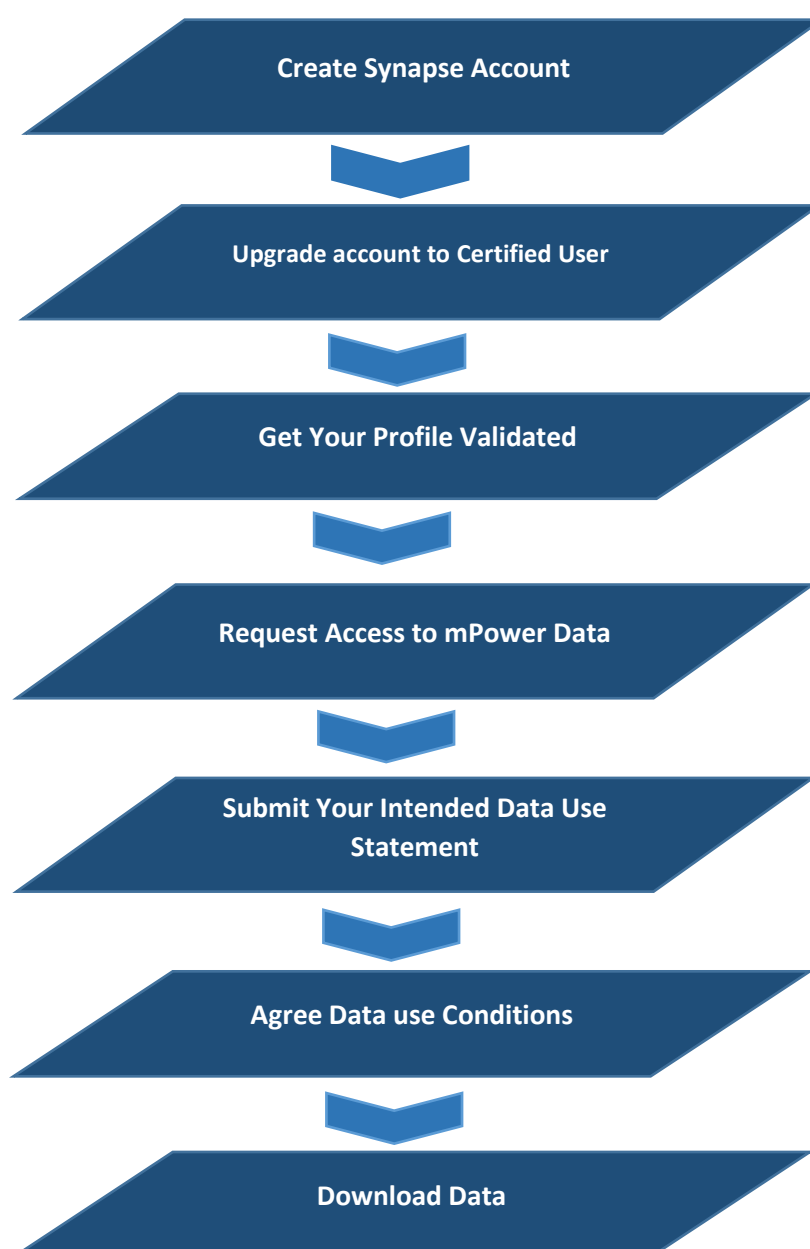 Create Synapse Account
Upgrade account to Certified User
Get Your Profile Validated
Request Access to mPower Data
Submit Your Intended Data Use
Statement
Agree Data use Conditions
Download Data